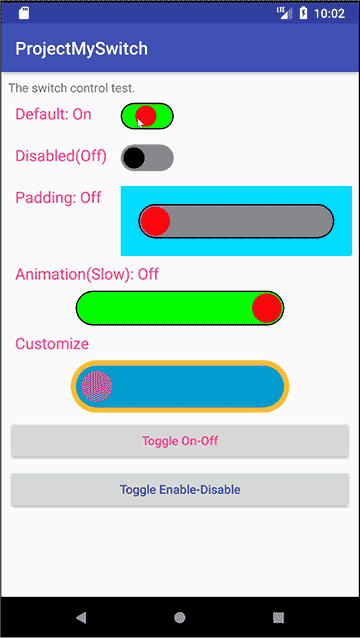 LTE 10:02
ProjectMySwitch
The switch control test.
Default: On
Disabled(Off)
Padding: Off
Animation(Slow): Off
Customize
Toggle On-Off
Toggle Enable-Disable